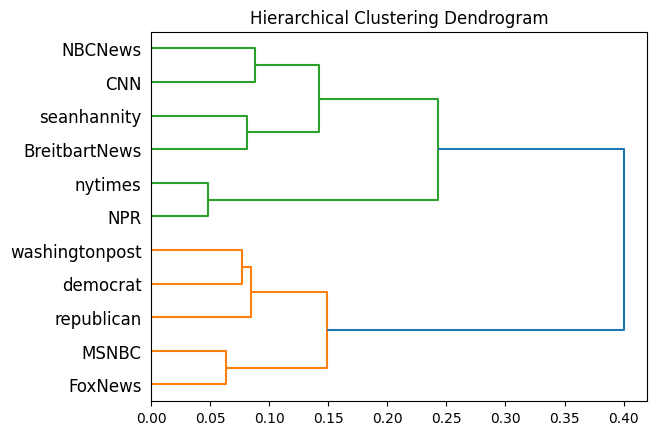 Hierarchical Clustering Dendrogram
NBCNews
CNN
seanhannity
BreitbartNews
nytimes
NPR
washingtonpost
democrat
republican
MSNBC
FoxNews
0.00 0.05 0.10 0.15 0.20 0.25 0.30 0.35 0.40